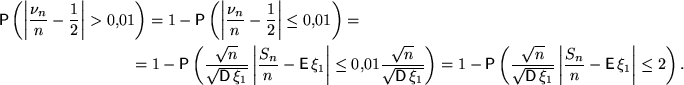 P(|ν_n/n − 1/2| > 0,01) = 1 − P(|ν_n/n − 1/2| ≤ 0,01) =
= 1 − P(√n/√(D ξ_1) |S_n/n − E ξ_1| ≤ 0,01 √n/√(D ξ_1)) = 1 − P(√n/√(D ξ_1) |S_n/n − E ξ_1| ≤ 2).